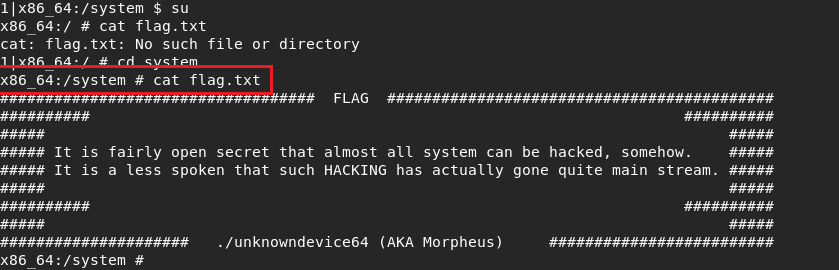 1|x86_64:/system $ su
x86_64:/ # cat flag.txt
cat: flag.txt: No such file or directory
1|x86_64:/ # cd system
x86_64:/system # cat flag.txt
###################################  FLAG  ###########################################
##########                                                                  ##########
#####                                                                            #####
##### It is fairly open secret that almost all system can be hacked, somehow.    #####
##### It is a less spoken that such HACKING has actually gone quite main stream. #####
#####                                                                            #####
##########                                                                  ##########
#####                                                                            #####
#####################   ./unknowndevice64 (AKA Morpheus)     #########################
x86_64:/system #